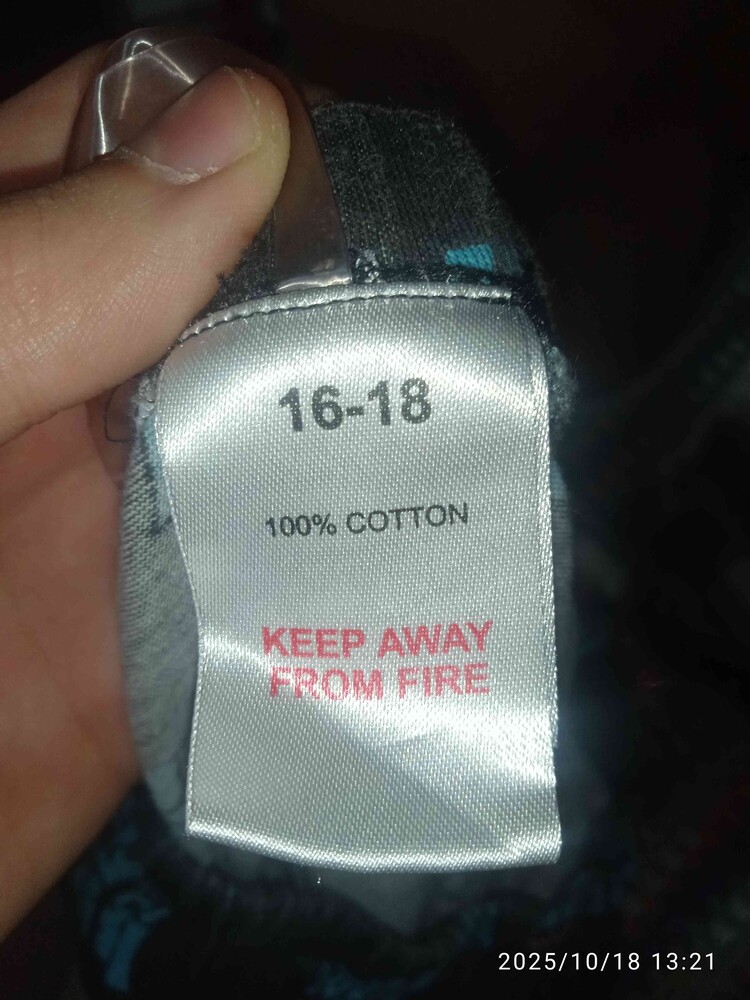 16-18
100% COTTON
KEEP AWAY
FROM FIRE
2025/10/18 13:21